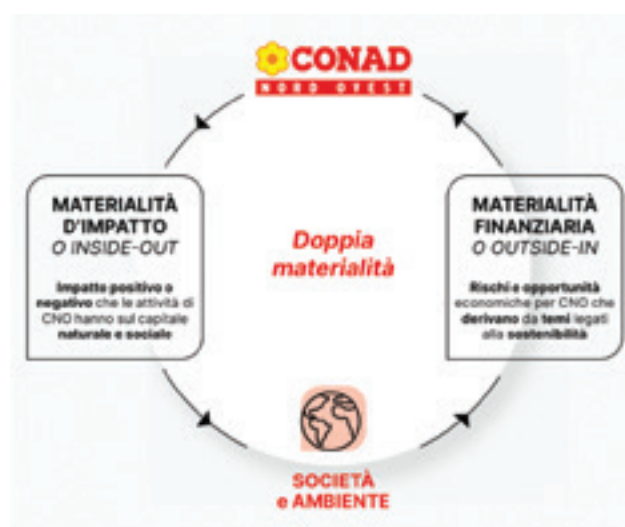 CONAD
NORD OVEST
MATERIALITÀ
D'IMPATTO
O INSIDE-OUT
Impatto positivo o
negativo che le attività di
CNO hanno sul capitale
naturale e sociale
Doppia
materialità
MATERIALITÀ
FINANZIARIA
O OUTSIDE-IN
Rischi e opportunità
economiche per CNO che
derivano da temi legati
alla sostenibilità
SOCIETÀ
e AMBIENTE